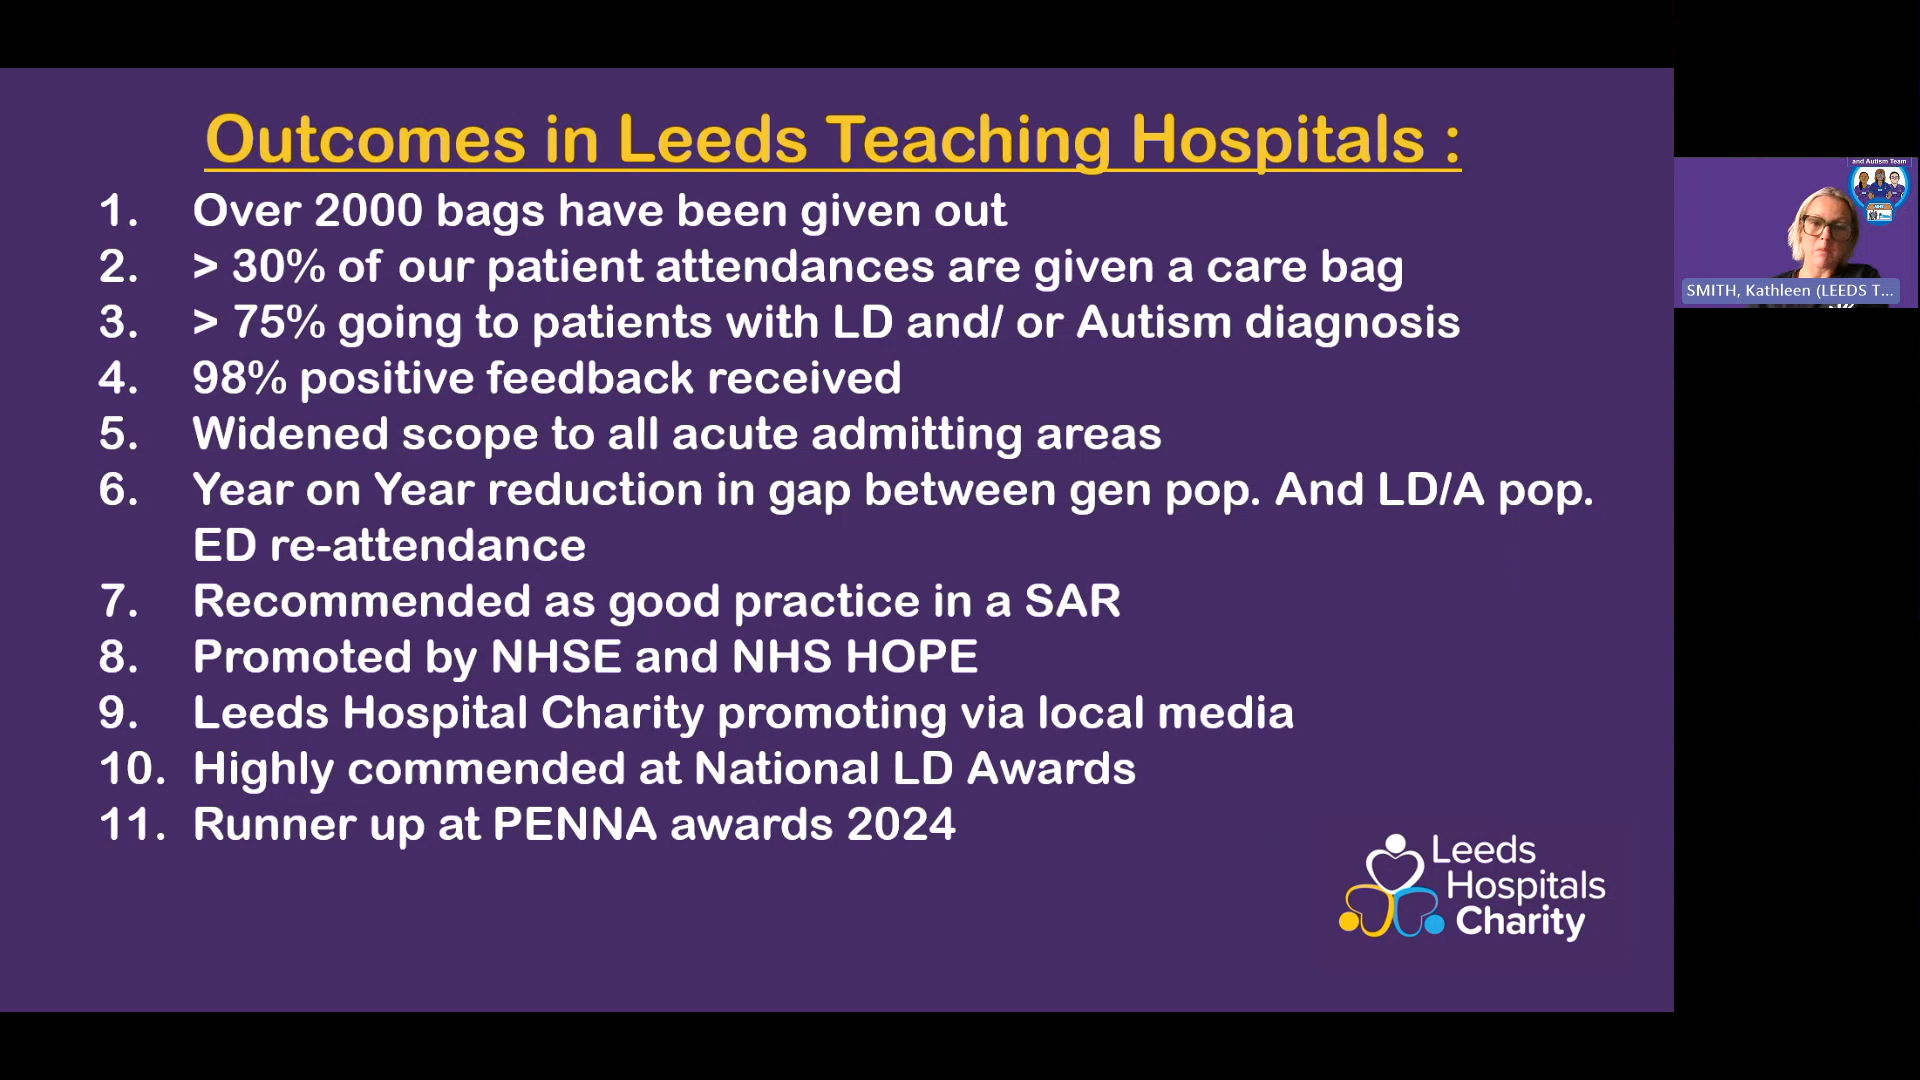 Outcomes in Leeds Teaching Hospitals :
1. Over 2000 bags have been given out
2. > 30% of our patient attendances are given a care bag
3. > 75% going to patients with LD and/ or Autism diagnosis
4. 98% positive feedback received
5. Widened scope to all acute admitting areas
6. Year on Year reduction in gap between gen pop. And LD/A pop.
ED re-attendance
7. Recommended as good practice in a SAR
8. Promoted by NHSE and NHS HOPE
9. Leeds Hospital Charity promoting via local media
10. Highly commended at National LD Awards
11. Runner up at PENNA awards 2024
Leeds
Hospitals
Charity
and Autism Team
SMITH, Kathleen (LEEDS T...